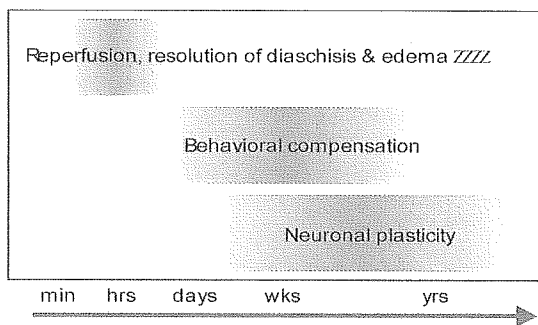 Reperfusion, resolution of diaschisis & edema ZZZZ
Behavioral compensation
Neuronal plasticity
min hrs days wks yrs